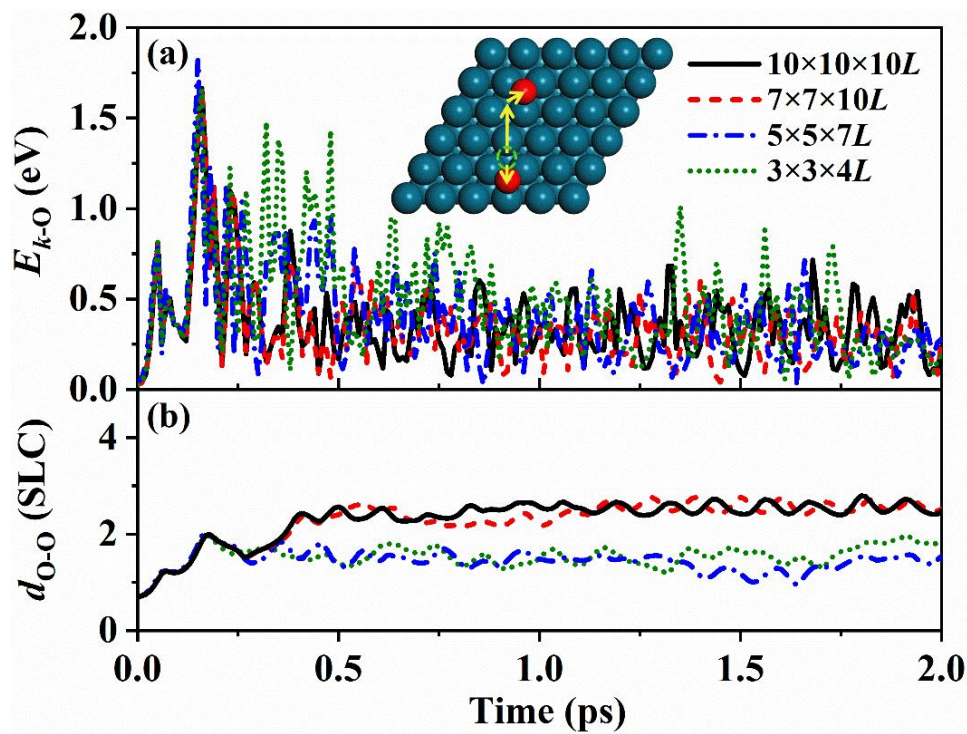 (a)
2.0
1.5
1.0
0.5
0.0
E_k-O (eV)
10×10×10L
7×7×10L
5×5×7L
3×3×4L
(b)
4
2
0
d_O-O (SLC)
0.0 0.5 1.0 1.5 2.0
Time (ps)